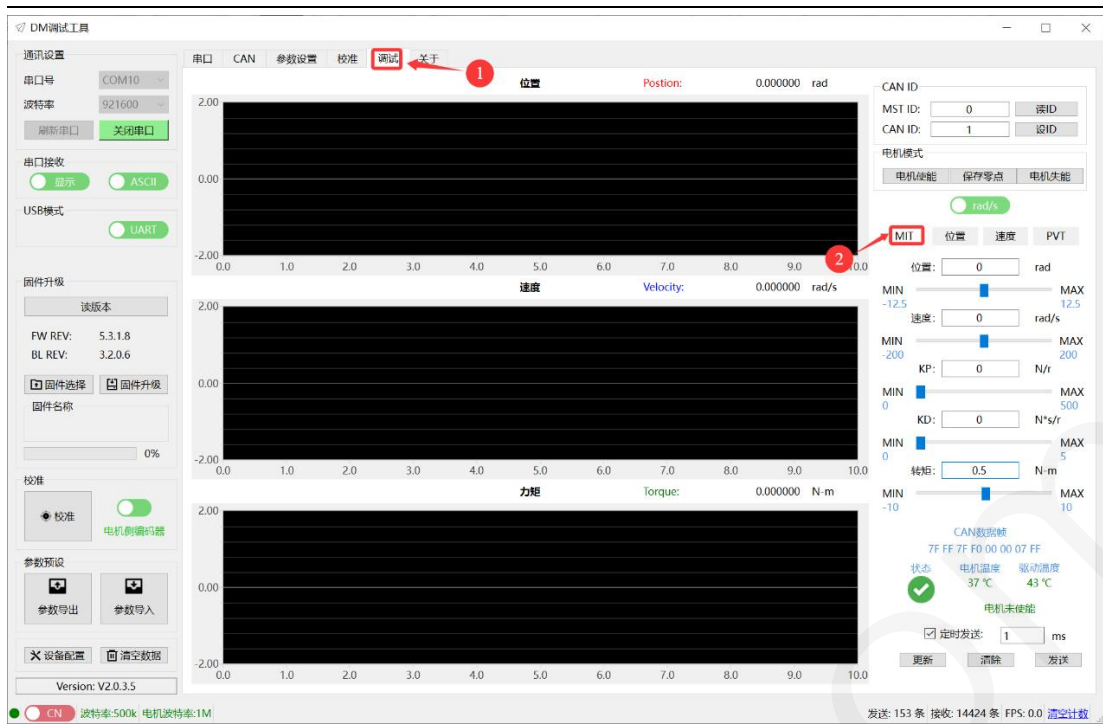 DM调试工具
通讯设置
串口号 COM10
波特率 921600
刷新串口 关闭串口
串口接收
显示 ASCII
USB模式
UART
固件升级
读版本
FW REV: 5.3.1.8
BL REV: 3.2.0.6
固件选择 固件升级
固件名称
0%
校准
校准
电机侧编码器
参数预设
参数导出 参数导入
设备配置 清空数据
Version: V2.0.3.5
串口 CAN 参数设置 校准 调试 关于
1
位置 Postion: 0.000000 rad
2.00
0.00
-2.00
0.0 1.0 2.0 3.0 4.0 5.0 6.0 7.0 8.0 9.0 10.0
速度 Velocity: 0.000000 rad/s
2.00
0.00
-2.00
0.0 1.0 2.0 3.0 4.0 5.0 6.0 7.0 8.0 9.0 10.0
力矩 Torque: 0.000000 N-m
2.00
0.00
-2.00
0.0 1.0 2.0 3.0 4.0 5.0 6.0 7.0 8.0 9.0 10.0
CAN ID
MST ID: 0 读ID
CAN ID: 1 设ID
电机模式
电机使能 保存零点 电机失能
rad/s
MIT 位置 速度 PVT
2
位置: 0 rad
MIN MAX
-12.5 12.5
速度: 0 rad/s
MIN MAX
-200 200
KP: 0 N/r
MIN MAX
0 500
KD: 0 N*s/r
MIN MAX
0 5
转矩: 0.5 N-m
MIN MAX
-10 10
CAN数据帧
7F FF 7F F0 00 00 07 FF
状态 电机温度 驱动温度
37 ℃ 43 ℃
电机未使能
定时发送: 1 ms
更新 清除 发送
CN 波特率:500k 电机波特率:1M
发送: 153 条 接收: 14424 条 FPS: 0.0 清空计数